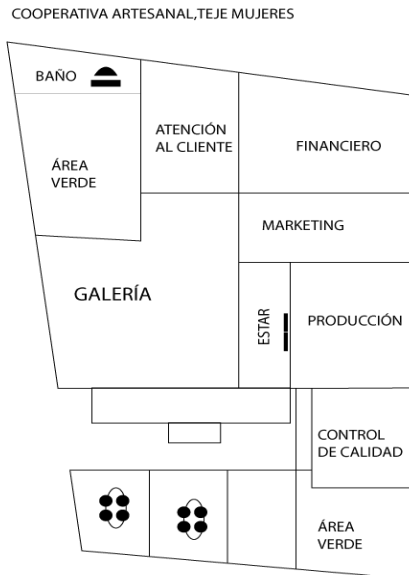 COOPERATIVA ARTESANAL,TEJE MUJERES
BAÑO
ATENCIÓN
AL CLIENTE
FINANCIERO
ÁREA
VERDE
MARKETING
GALERÍA
ESTAR
PRODUCCIÓN
CONTROL
DE CALIDAD
ÁREA
VERDE